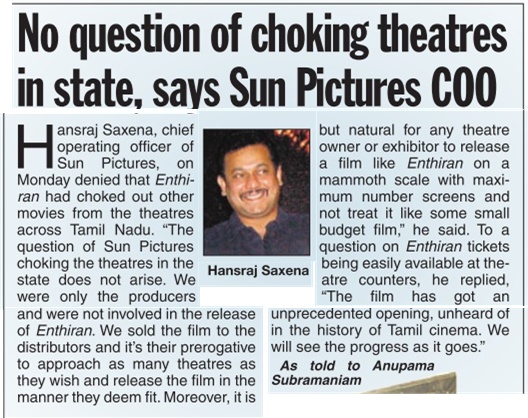 No question of choking theatres
in state, says Sun Pictures COO
Hansraj Saxena, chief
operating officer of
Sun Pictures, on
Monday denied that Enthi-
ran had choked out other
movies from the theatres
across Tamil Nadu. “The
question of Sun Pictures
choking the theatres in the
state does not arise. We
were only the producers
and were not involved in the release
of Enthiran. We sold the film to the
distributors and it’s their prerogative
to approach as many theatres as
they wish and release the film in the
manner they deem fit. Moreover, it is
Hansraj Saxena
but natural for any theatre
owner or exhibitor to release
a film like Enthiran on a
mammoth scale with maxi-
mum number screens and
not treat it like some small
budget film,” he said. To a
question on Enthiran tickets
being easily available at the-
atre counters, he replied,
“The film has got an
unprecedented opening, unheard of
in the history of Tamil cinema. We
will see the progress as it goes.”
As told to Anupama
Subramaniam